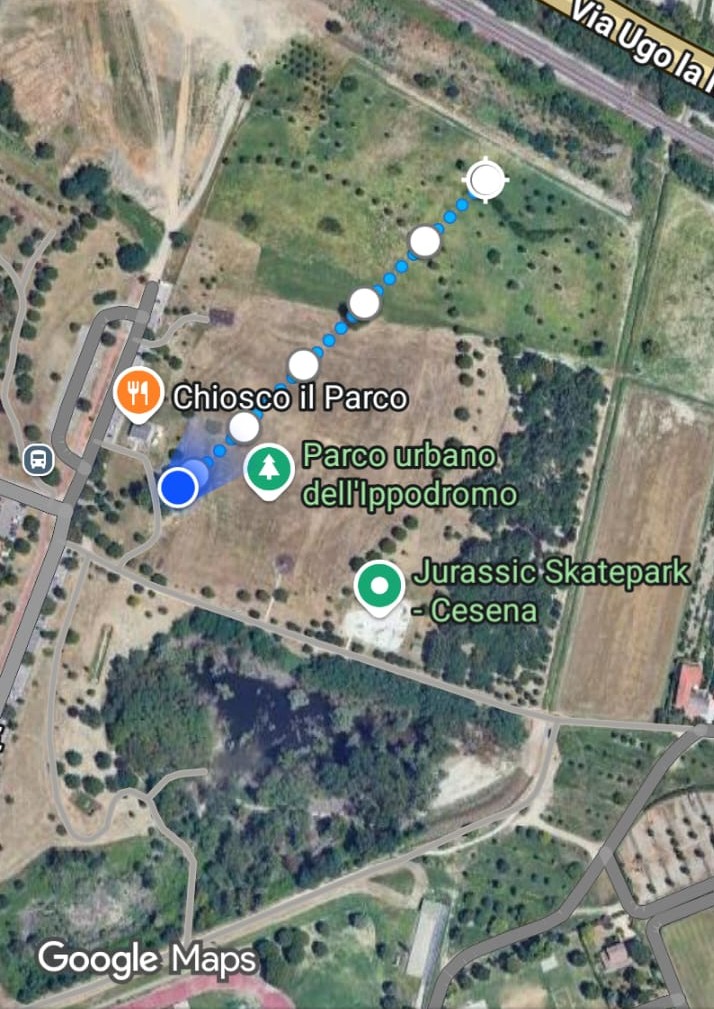 Via Ugo la
Chiosco il Parco
Parco urbano
dell'Ippodromo
Jurassic Skatepark
- Cesena
Google Maps